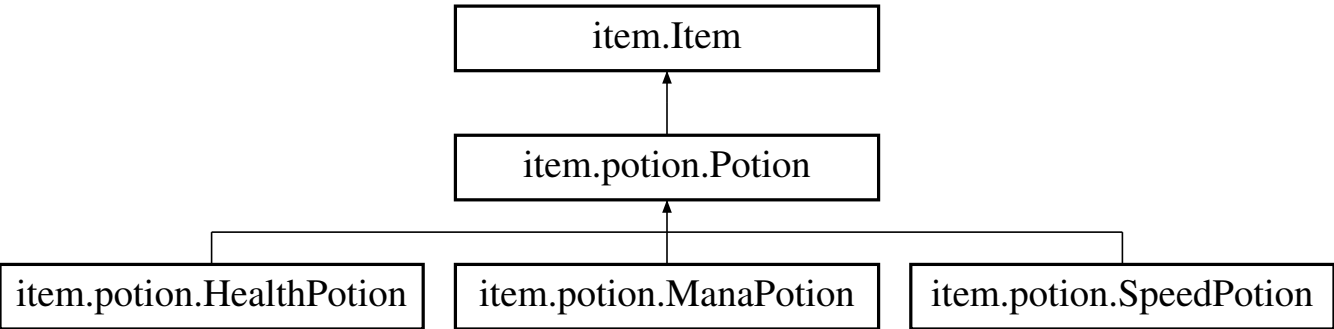 item.Item
item.potion.Potion
item.potion.HealthPotion
item.potion.ManaPotion
item.potion.SpeedPotion